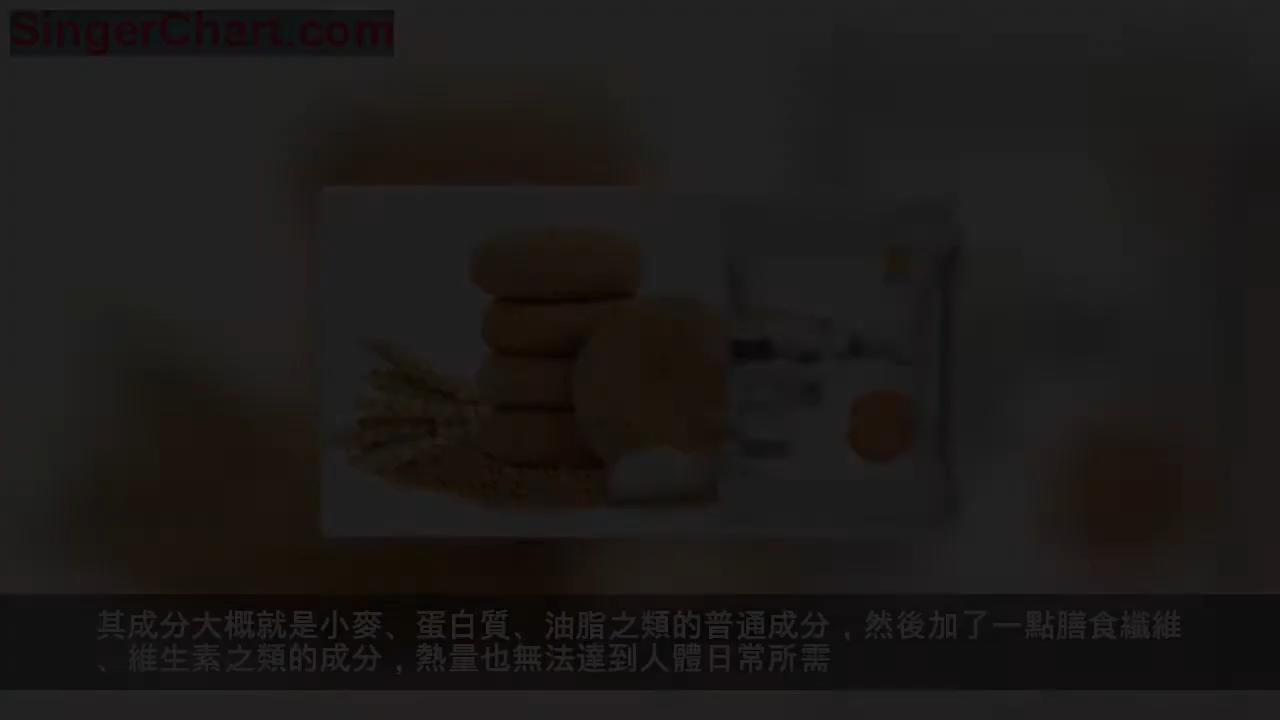 SingerChart.com
其成分大概就是小麥、蛋白質、油脂之類的普通成分，然後加了一點膳食纖維
、維生素之類的成分，熱量也無法達到人體日常所需